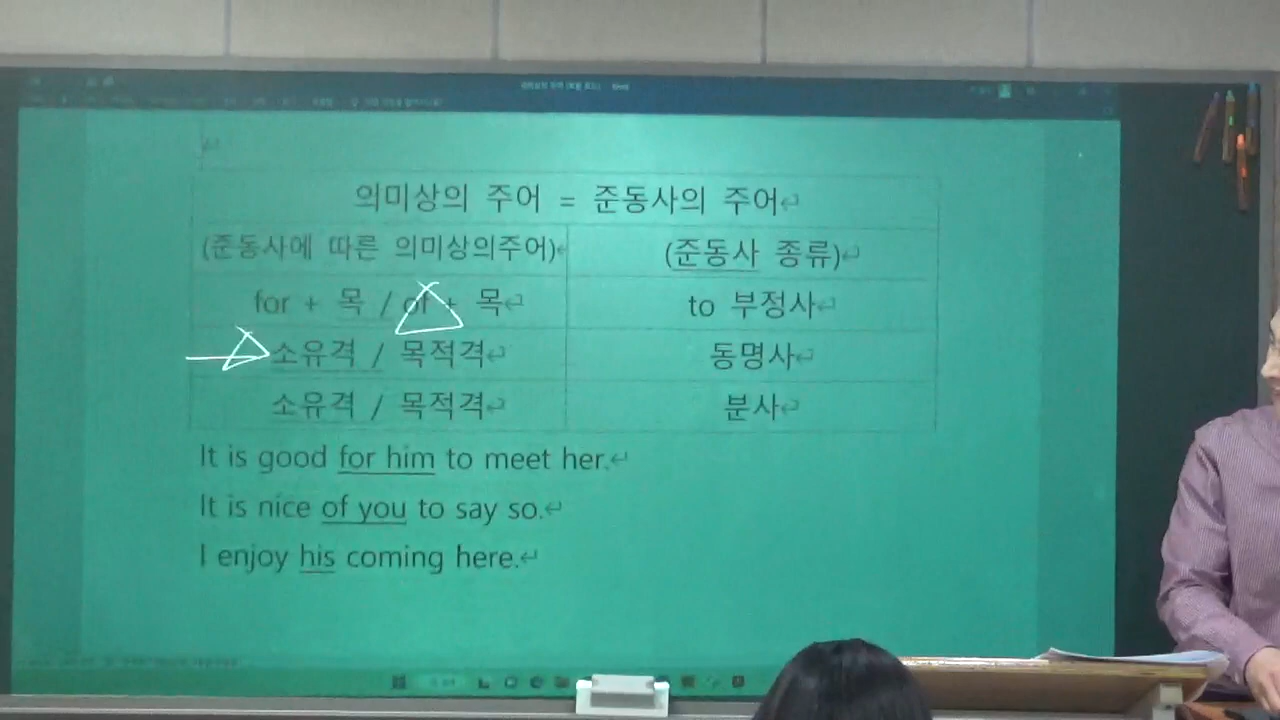 의미상의 주어 = 준동사의 주어
(준동사에 따른 의미상의주어) (준동사 종류)
for + 목 / of + 목 to 부정사
소유격 / 목적격 동명사
소유격 / 목적격 분사
It is good for him to meet her.
It is nice of you to say so.
I enjoy his coming here.